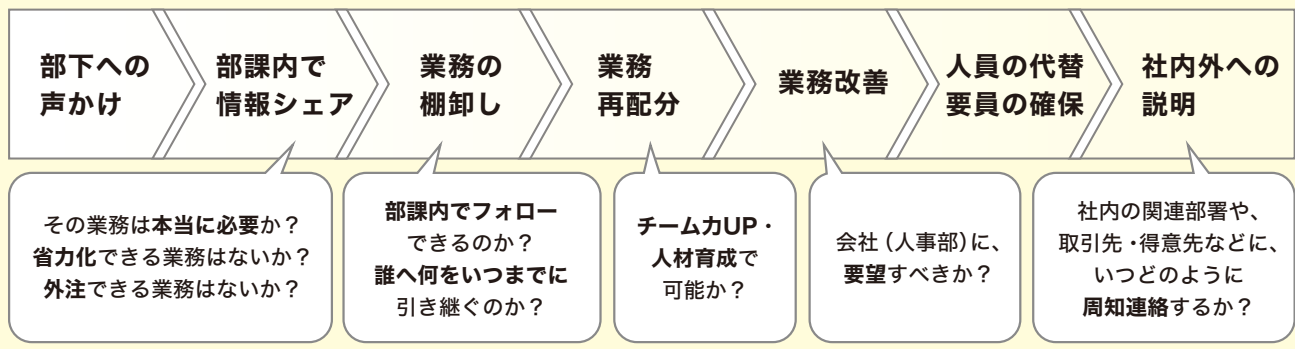 部下への
声かけ
部課内で
情報シェア
業務の
棚卸し
業務
再配分
業務改善
人員の代替
要員の確保
社内外への
説明
その業務は本当に必要か？
省力化できる業務はないか？
外注できる業務はないか？
部課内でフォロー
できるのか？
誰へ何をいつまでに
引き継ぐのか？
チーム力UP・
人材育成で
可能か？
会社（人事部）に、
要望すべきか？
社内の関連部署や、
取引先・得意先などに、
いつどのように
周知連絡するか？